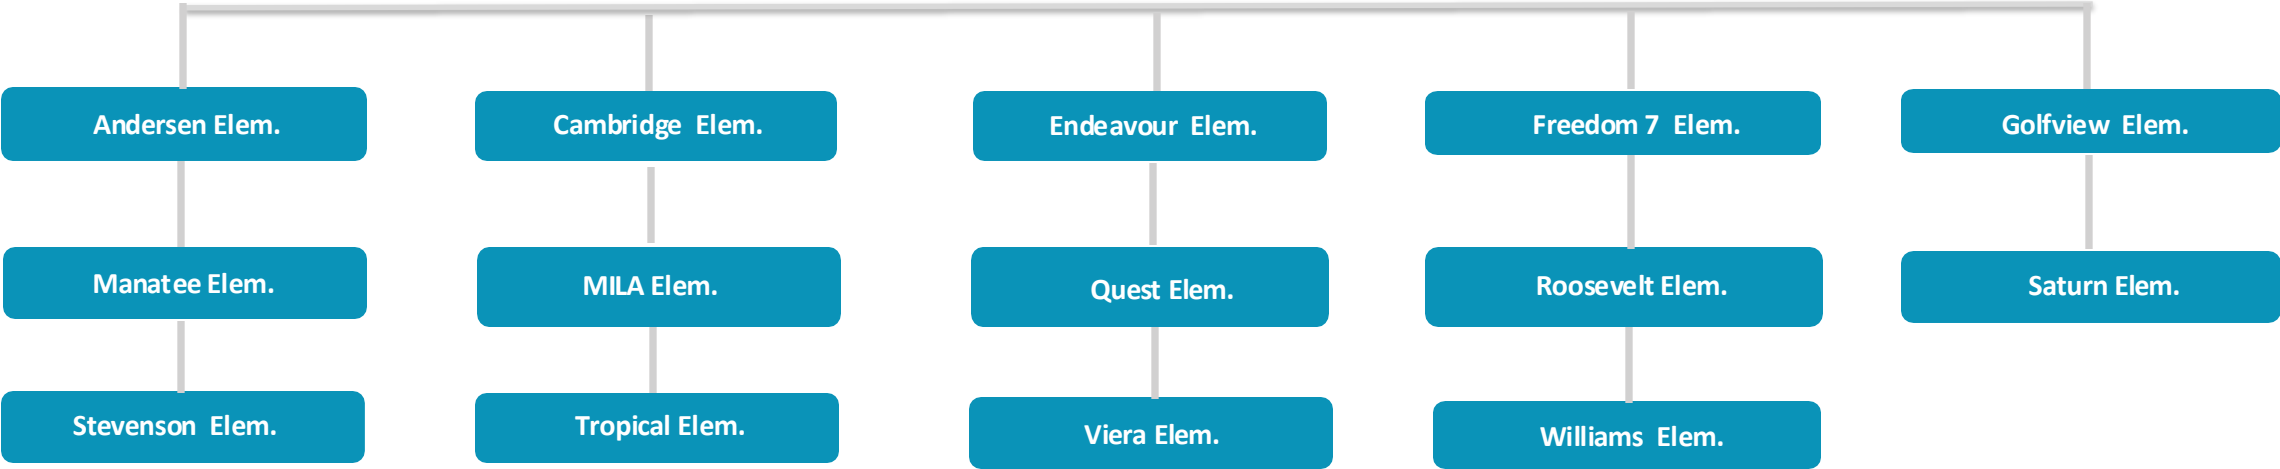 Andersen Elem.
Cambridge Elem.
Endeavour Elem.
Freedom 7 Elem.
Golfview Elem.
Manatee Elem.
MILA Elem.
Quest Elem.
Roosevelt Elem.
Saturn Elem.
Stevenson Elem.
Tropical Elem.
Viera Elem.
Williams Elem.